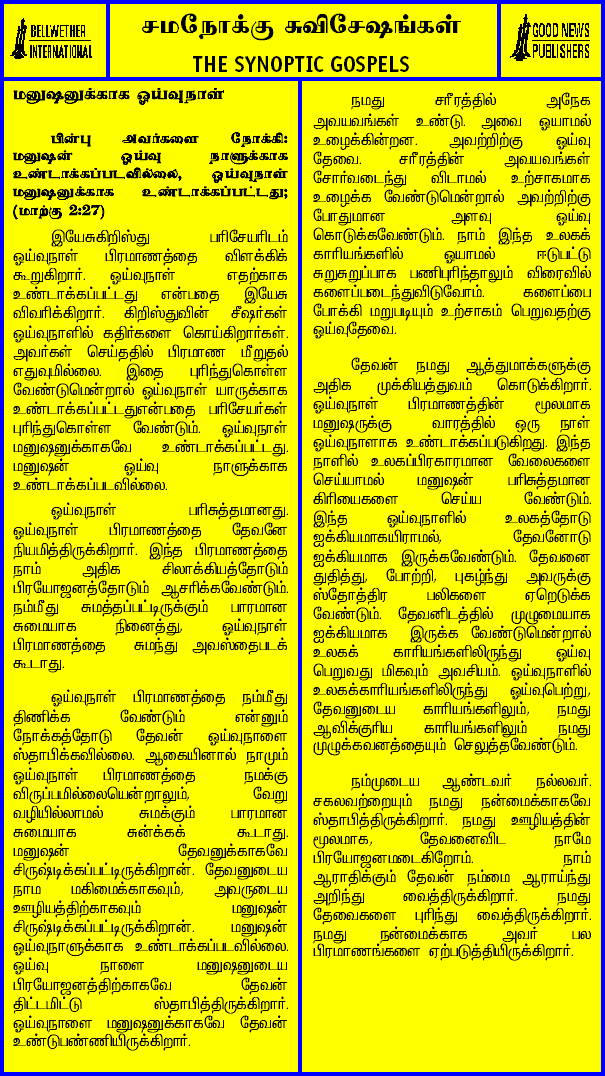 BELLWETHER
INTERNATIONAL
சமநோக்கு சுவிசேஷங்கள்
THE SYNOPTIC GOSPELS
GOOD NEWS
PUBLISHERS
மனுஷனுக்காக ஓய்வுநாள்
பின்பு அவர்களை நோக்கி:
மனுஷன் ஓய்வு நாளுக்காக
உண்டாக்கப்படவில்லை, ஓய்வுநாள்
மனுஷனுக்காக உண்டாக்கப்பட்டது;
(மாற்கு 2:27)
இயேசுகிறிஸ்து பரிசேயரிடம்
ஓய்வுநாள் பிரமாணத்தை விளக்கிக்
கூறுகிறார். ஓய்வுநாள் எதற்காக
உண்டாக்கப்பட்டது என்பதை இயேசு
விவரிக்கிறார். கிறிஸ்துவின் சீஷர்கள்
ஓய்வுநாளில் கதிர்களை கொய்கிறார்கள்.
அவர்கள் செய்ததில் பிரமாண மீறுதல்
எதுவுமில்லை. இதை புரிந்துகொள்ள
வேண்டுமென்றால் ஓய்வுநாள் யாருக்காக
உண்டாக்கப்பட்டதுஎன்பதை பரிசேயர்கள்
புரிந்துகொள்ள வேண்டும். ஓய்வுநாள்
மனுஷனுக்காகவே உண்டாக்கப்பட்டது.
மனுஷன் ஓய்வு நாளுக்காக
உண்டாக்கப்படவில்லை.
ஓய்வுநாள் பரிசுத்தமானது.
ஓய்வுநாள் பிரமாணத்தை தேவனே
நியமித்திருக்கிறார். இந்த பிரமாணத்தை
நாம் அதிக சிலாக்கியத்தோடும்
பிரயோஜனத்தோடும் ஆசரிக்கவேண்டும்.
நம்மீது சுமத்தப்பட்டிருக்கும் பாரமான
சுமையாக நினைத்து, ஓய்வுநாள்
பிரமாணத்தை சுமந்து அவஸ்தைபடக்
கூடாது.
ஓய்வுநாள் பிரமாணத்தை நம்மீது
திணிக்க வேண்டும் என்னும்
நோக்கத்தோடு தேவன் ஓய்வுநாளை
ஸ்தாபிக்கவில்லை. ஆகையினால் நாமும்
ஓய்வுநாள் பிரமாணத்தை நமக்கு
விருப்பமில்லையென்றாலும், வேறு
வழியில்லாமல் சுமக்கும் பாரமான
சுமையாக சுன்க்கக் கூடாது.
மனுஷன் தேவனுக்காகவே
சிருஷ்டிக்கப்பட்டிருக்கிறான். தேவனுடைய
நாம மகிமைக்காகவும், அவருடைய
ஊழியத்திற்காகவும் மனுஷன்
சிருஷ்டிக்கப்பட்டிருக்கிறான். மனுஷன்
ஓய்வுநாளுக்காக உண்டாக்கப்படவில்லை.
ஓய்வு நாளை மனுஷனுடைய
பிரயோஜனத்திற்காகவே தேவன்
திட்டமிட்டு ஸ்தாபித்திருக்கிறார்.
ஓய்வுநாளை மனுஷனுக்காகவே தேவன்
உண்டுபண்ணியிருக்கிறார்.
நமது சரீரத்தில் அநேக
அவயவங்கள் உண்டு. அவை ஓயாமல்
உழைக்கின்றன. அவற்றிற்கு ஓய்வு
தேவை. சரீரத்தின் அவயவங்கள்
சோர்வடைந்து விடாமல் உற்சாகமாக
உழைக்க வேண்டுமென்றால் அவற்றிற்கு
போதுமான அளவு ஓய்வு
கொடுக்கவேண்டும். நாம் இந்த உலகக்
காரியங்களில் ஓயாமல் ஈடுபட்டு
சுறுசுறுப்பாக பணிபுரிந்தாலும் விரைவில்
களைப்படைந்துவிடுவோம். களைப்பை
போக்கி மறுபடியும் உற்சாகம் பெறுவதற்கு
ஓய்வுதேவை.
தேவன் நமது ஆத்துமாக்களுக்கு
அதிக முக்கியத்துவம் கொடுக்கிறார்.
ஓய்வுநாள் பிரமாணத்தின் மூலமாக
மனுஷருக்கு வாரத்தில் ஒரு நாள்
ஓய்வுநாளாக உண்டாக்கப்படுகிறது. இந்த
நாளில் உலகப்பிரகாரமான வேலைகளை
செய்யாமல் மனுஷன் பரிசுத்தமான
கிரியைகளை செய்ய வேண்டும்.
இந்த ஓய்வுநாளில் உலகத்தோடு
ஐக்கியமாகயிராமல், தேவனோடு
ஐக்கியமாக இருக்கவேண்டும். தேவனை
துதித்து, போற்றி, புகழ்ந்து அவருக்கு
ஸ்தோத்திர பலிகளை ஏறெடுக்க
வேண்டும். தேவனிடத்தில் முழுமையாக
ஐக்கியமாக இருக்க வேண்டுமென்றால்
உலகக் காரியங்களிலிருந்து ஓய்வு
பெறுவது மிகவும் அவசியம். ஓய்வுநாளில்
உலகக்காரியங்களிலிருந்து ஓய்வுபெற்று,
தேவனுடைய காரியங்களிலும், நமது
ஆவிக்குரிய காரியங்களிலும் நமது
முழுக்கவனத்தையும் செலுத்தவேண்டும்.
நம்முடைய ஆண்டவர் நல்லவர்.
சகலவற்றையும் நமது நன்மைக்காகவே
ஸ்தாபித்திருக்கிறார். நமது ஊழியத்தின்
மூலமாக, தேவனைவிட நாமே
பிரயோஜனமடைகிறோம். நாம்
ஆராதிக்கும் தேவன் நம்மை ஆராய்ந்து
அறிந்து வைத்திருக்கிறார். நமது
தேவைகளை புரிந்து வைத்திருக்கிறார்.
நமது நன்மைக்காக அவர் பல
பிரமாணங்களை ஏற்படுத்தியிருக்கிறார்.